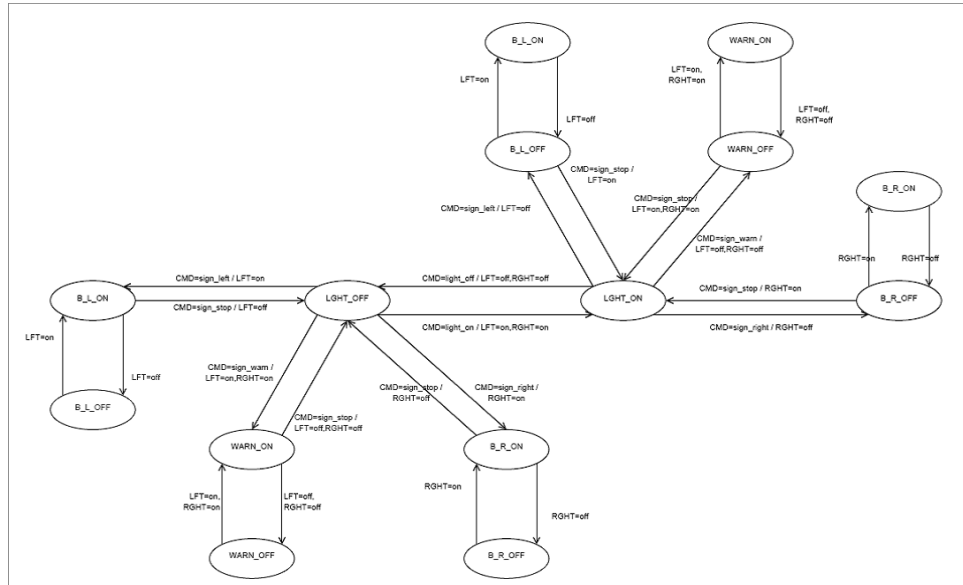 B_L_ON
WARN_ON
LFT=on
LFT=on,
RGHT=on
LFT=off
LFT=off,
RGHT=off
B_L_OFF
WARN_OFF
CMD=sign_stop /
LFT=on
CMD=sign_left / LFT=off
CMD=sign_stop /
LFT=on,RGHT=on
CMD=sign_warn /
LFT=off,RGHT=off
B_R_ON
RGHT=on
RGHT=off
B_R_OFF
CMD=sign_left / LFT=on
CMD=light_off / LFT=off,RGHT=off
CMD=sign_stop / RGHT=on
B_L_ON
LGHT_OFF
LGHT_ON
CMD=sign_stop / LFT=off
CMD=light_on / LFT=on,RGHT=on
CMD=sign_right / RGHT=off
LFT=on
LFT=off
B_L_OFF
CMD=sign_warn /
LFT=on,RGHT=on
CMD=sign_stop /
RGHT=off
CMD=sign_right /
RGHT=on
CMD=sign_stop /
LFT=off,RGHT=off
WARN_ON
B_R_ON
LFT=on,
RGHT=on
LFT=off,
RGHT=off
RGHT=on
RGHT=off
WARN_OFF
B_R_OFF